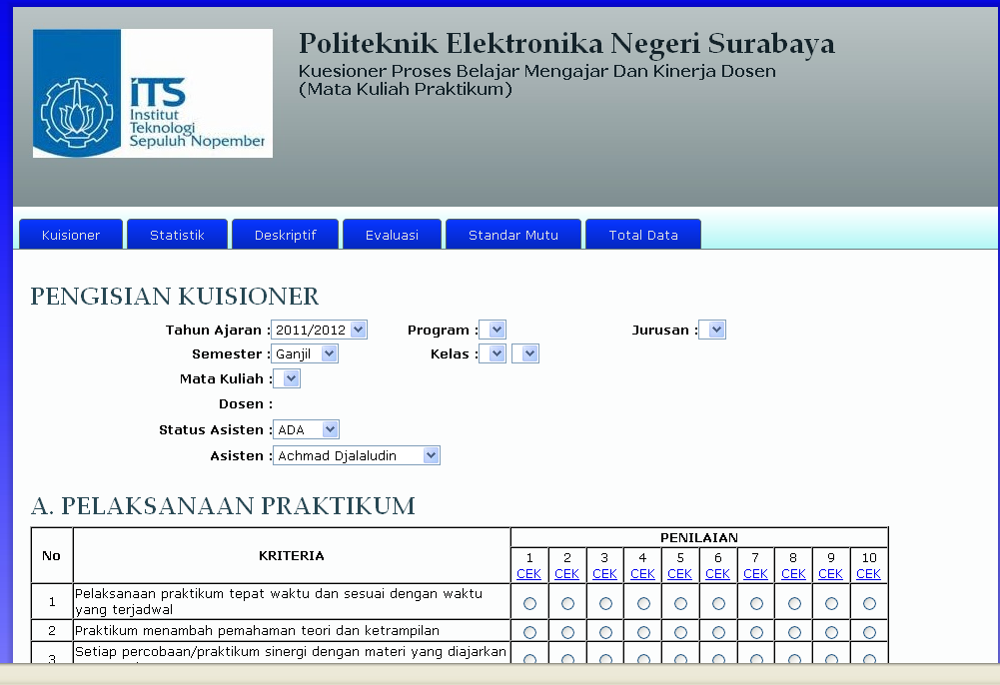 Politeknik Elektronika Negeri Surabaya
Kuesioner Proses Belajar Mengajar Dan Kinerja Dosen
(Mata Kuliah Praktikum)
iTS
Institut
Teknologi
Sepuluh Nopember
Kuisioner Statistik Deskriptif Evaluasi Standar Mutu Total Data
PENGISIAN KUISIONER
Tahun Ajaran : 2011/2012 Program : Jurusan :
Semester : Ganjil Kelas :
Mata Kuliah :
Dosen :
Status Asisten : ADA
Asisten : Achmad Djalaludin
A. PELAKSANAAN PRAKTIKUM
No KRITERIA PENILAIAN
1 2 3 4 5 6 7 8 9 10
CEK CEK CEK CEK CEK CEK CEK CEK CEK CEK
1 Pelaksanaan praktikum tepat waktu dan sesuai dengan waktu
yang terjadwal
2 Praktikum menambah pemahaman teori dan ketrampilan
3 Setiap percobaan/praktikum sinergi dengan materi yang diajarkan